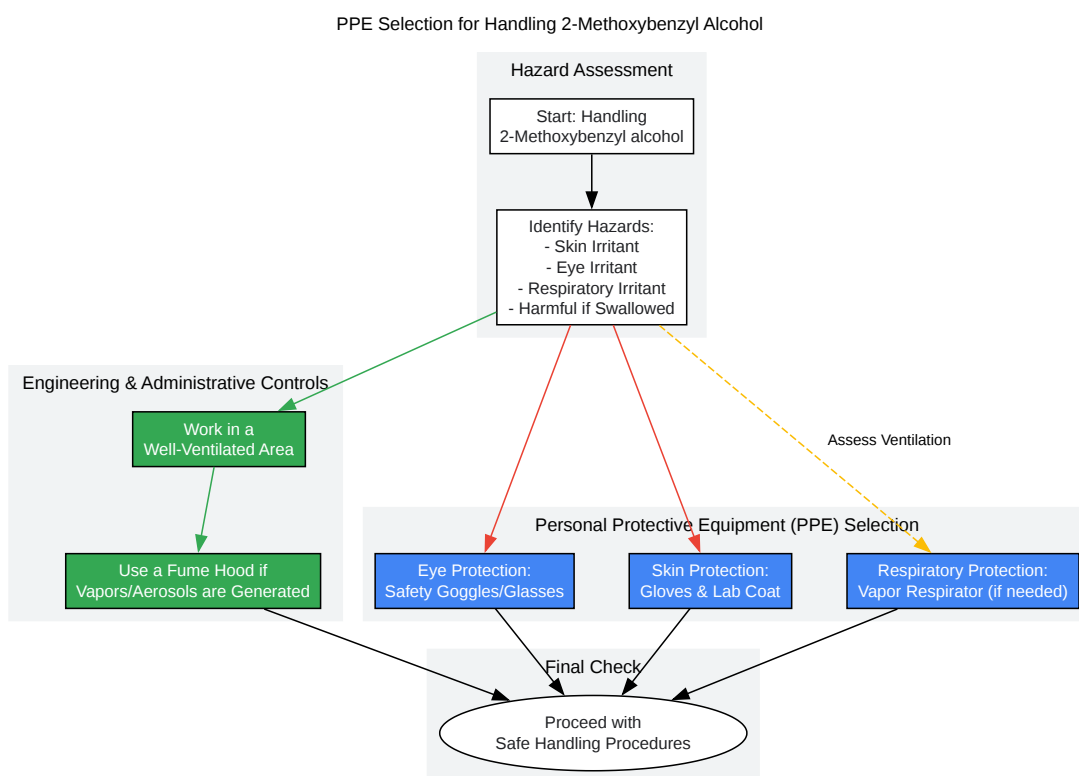 PPE Selection for Handling 2-Methoxybenzyl Alcohol
Hazard Assessment
Start: Handling
2-Methoxybenzyl alcohol
Identify Hazards:
- Skin Irritant
- Eye Irritant
- Respiratory Irritant
- Harmful if Swallowed
Engineering & Administrative Controls
Work in a
Well-Ventilated Area
Assess Ventilation
Personal Protective Equipment (PPE) Selection
Use a Fume Hood if
Vapors/Aerosols are Generated
Eye Protection:
Safety Goggles/Glasses
Skin Protection:
Gloves & Lab Coat
Respiratory Protection:
Vapor Respirator (if needed)
Final Check
Proceed with
Safe Handling Procedures